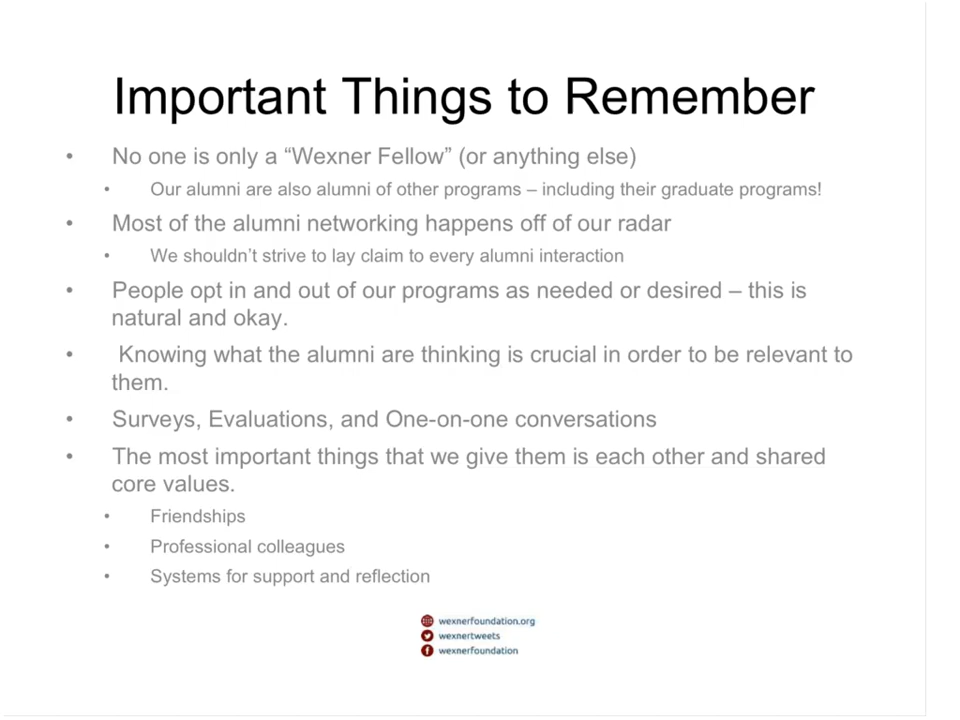 Important Things to Remember
• No one is only a “Wexner Fellow” (or anything else)
• Our alumni are also alumni of other programs – including their graduate programs!
• Most of the alumni networking happens off of our radar
• We shouldn’t strive to lay claim to every alumni interaction
• People opt in and out of our programs as needed or desired – this is
natural and okay.
• Knowing what the alumni are thinking is crucial in order to be relevant to
them.
• Surveys, Evaluations, and One-on-one conversations
• The most important things that we give them is each other and shared
core values.
• Friendships
• Professional colleagues
• Systems for support and reflection
wexnerfoundation.org
wexnertweets
wexnerfoundation